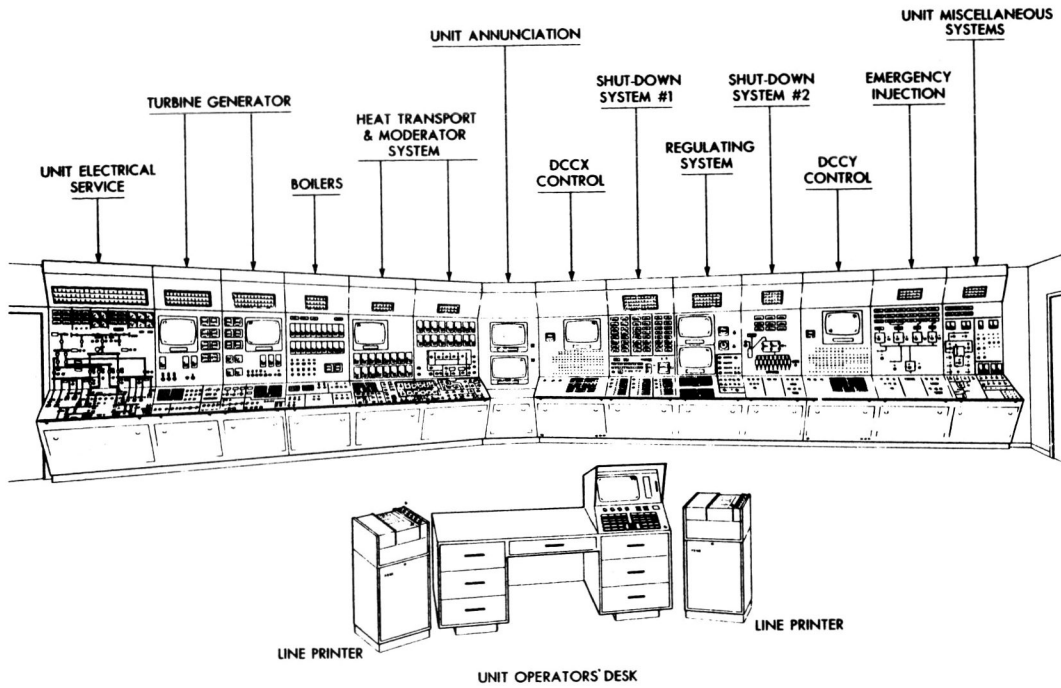 UNIT ELECTRICAL
SERVICE
TURBINE GENERATOR
BOILERS
HEAT TRANSPORT
& MODERATOR
SYSTEM
UNIT ANNUNCIATION
DCCX
CONTROL
SHUT-DOWN
SYSTEM #1
REGULATING
SYSTEM
SHUT-DOWN
SYSTEM #2
DCCY
CONTROL
EMERGENCY
INJECTION
UNIT MISCELLANEOUS
SYSTEMS
LINE PRINTER
LINE PRINTER
UNIT OPERATORS' DESK